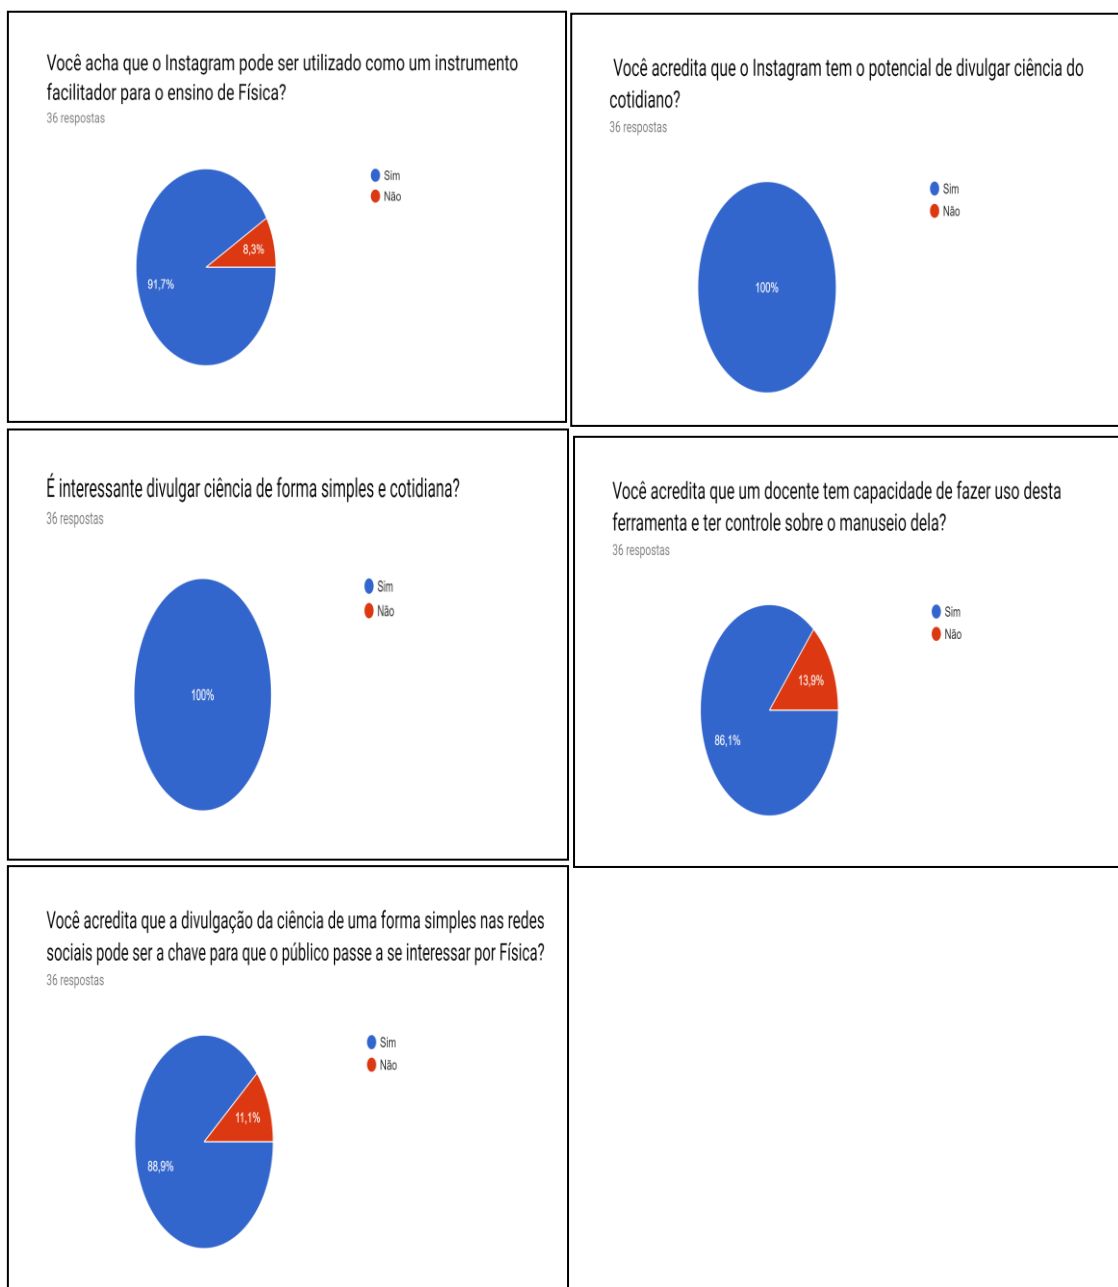 Você acha que o Instagram pode ser utilizado como um instrumento
facilitador para o ensino de Física?
36 respostas
Sim
Não
8,3%
91,7%
Você acredita que o Instagram tem o potencial de divulgar ciência do
cotidiano?
36 respostas
Sim
Não
100%
É interessante divulgar ciência de forma simples e cotidiana?
36 respostas
Sim
Não
100%
Você acredita que um docente tem capacidade de fazer uso desta
ferramenta e ter controle sobre o manuseio dela?
36 respostas
Sim
Não
13,9%
86,1%
Você acredita que a divulgação da ciência de uma forma simples nas redes
sociais pode ser a chave para que o público passe a se interessar por Física?
36 respostas
Sim
Não
11,1%
88,9%